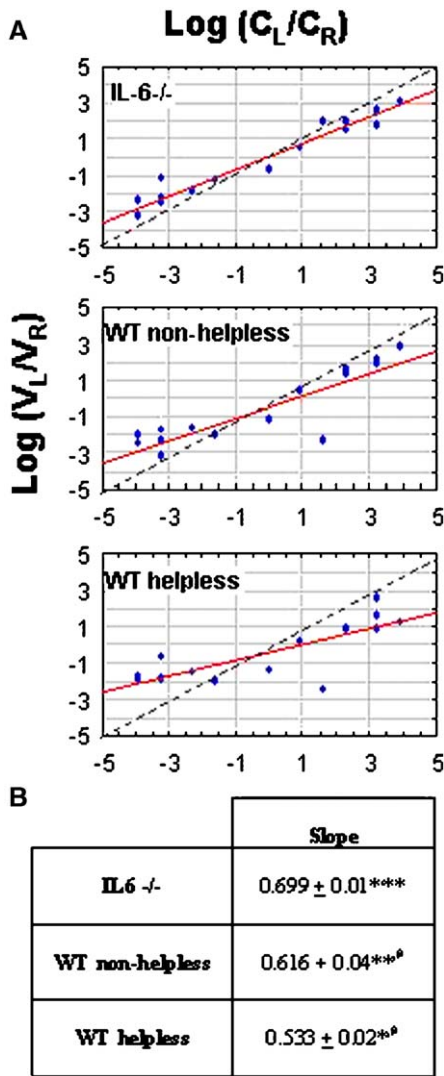 A
Log (C_L/C_R)
IL-6-/-
5
3
1
-1
-3
-5
-5 -3 -1 1 3 5
Log (V_L/V_R)
WT non-helpless
5
3
1
-1
-3
-5
-5 -3 -1 1 3 5
WT helpless
5
3
1
-1
-3
-5
-5 -3 -1 1 3 5
B
Slope
IL6 -/- 0.699 ± 0.01***
WT non-helpless 0.616 + 0.04**#
WT helpless 0.533 ± 0.02*#